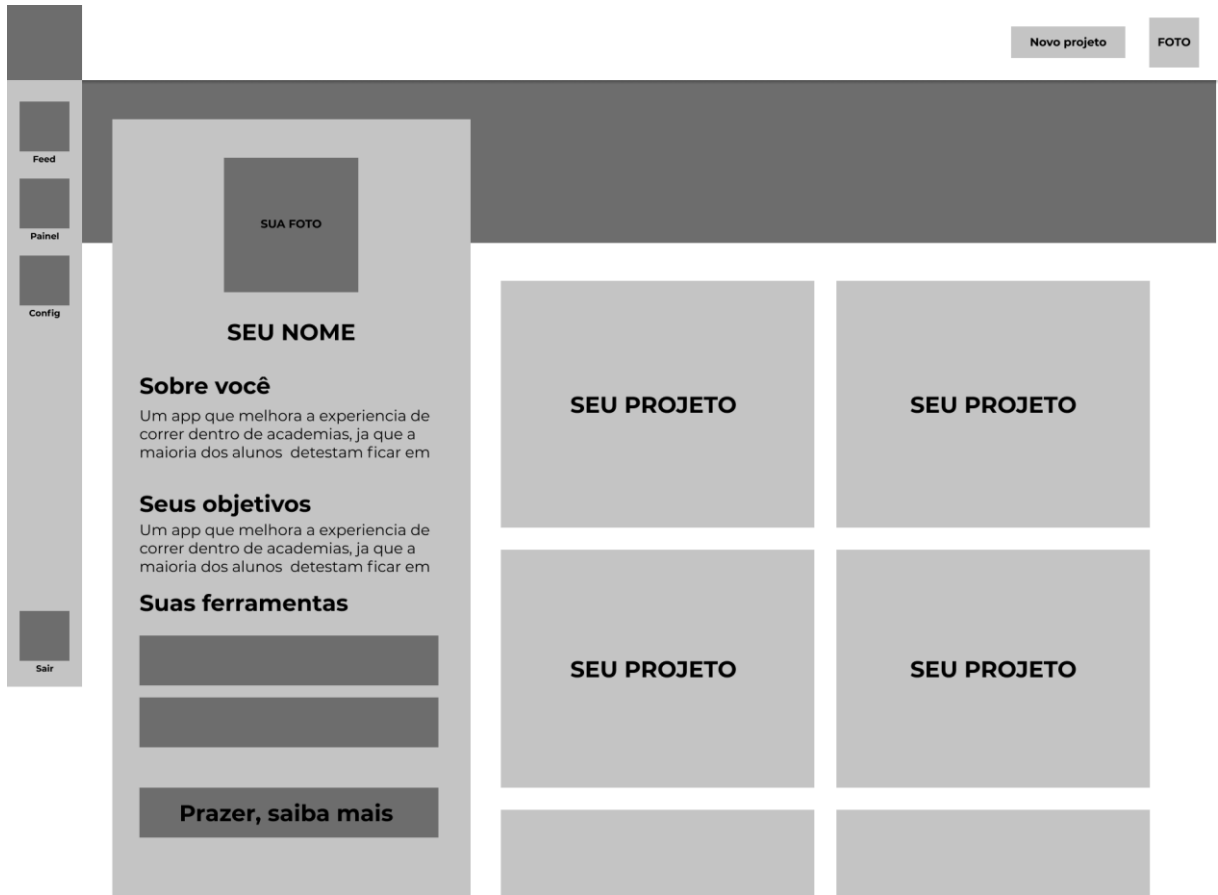 Novo projeto
FOTO
Feed
Painel
Config
Sair
SUA FOTO
SEU NOME
Sobre você
Um app que melhora a experiencia de
correr dentro de academias, ja que a
maioria dos alunos  detestam ficar em
Seus objetivos
Um app que melhora a experiencia de
correr dentro de academias, ja que a
maioria dos alunos  detestam ficar em
Suas ferramentas
Prazer, saiba mais
SEU PROJETO
SEU PROJETO
SEU PROJETO
SEU PROJETO